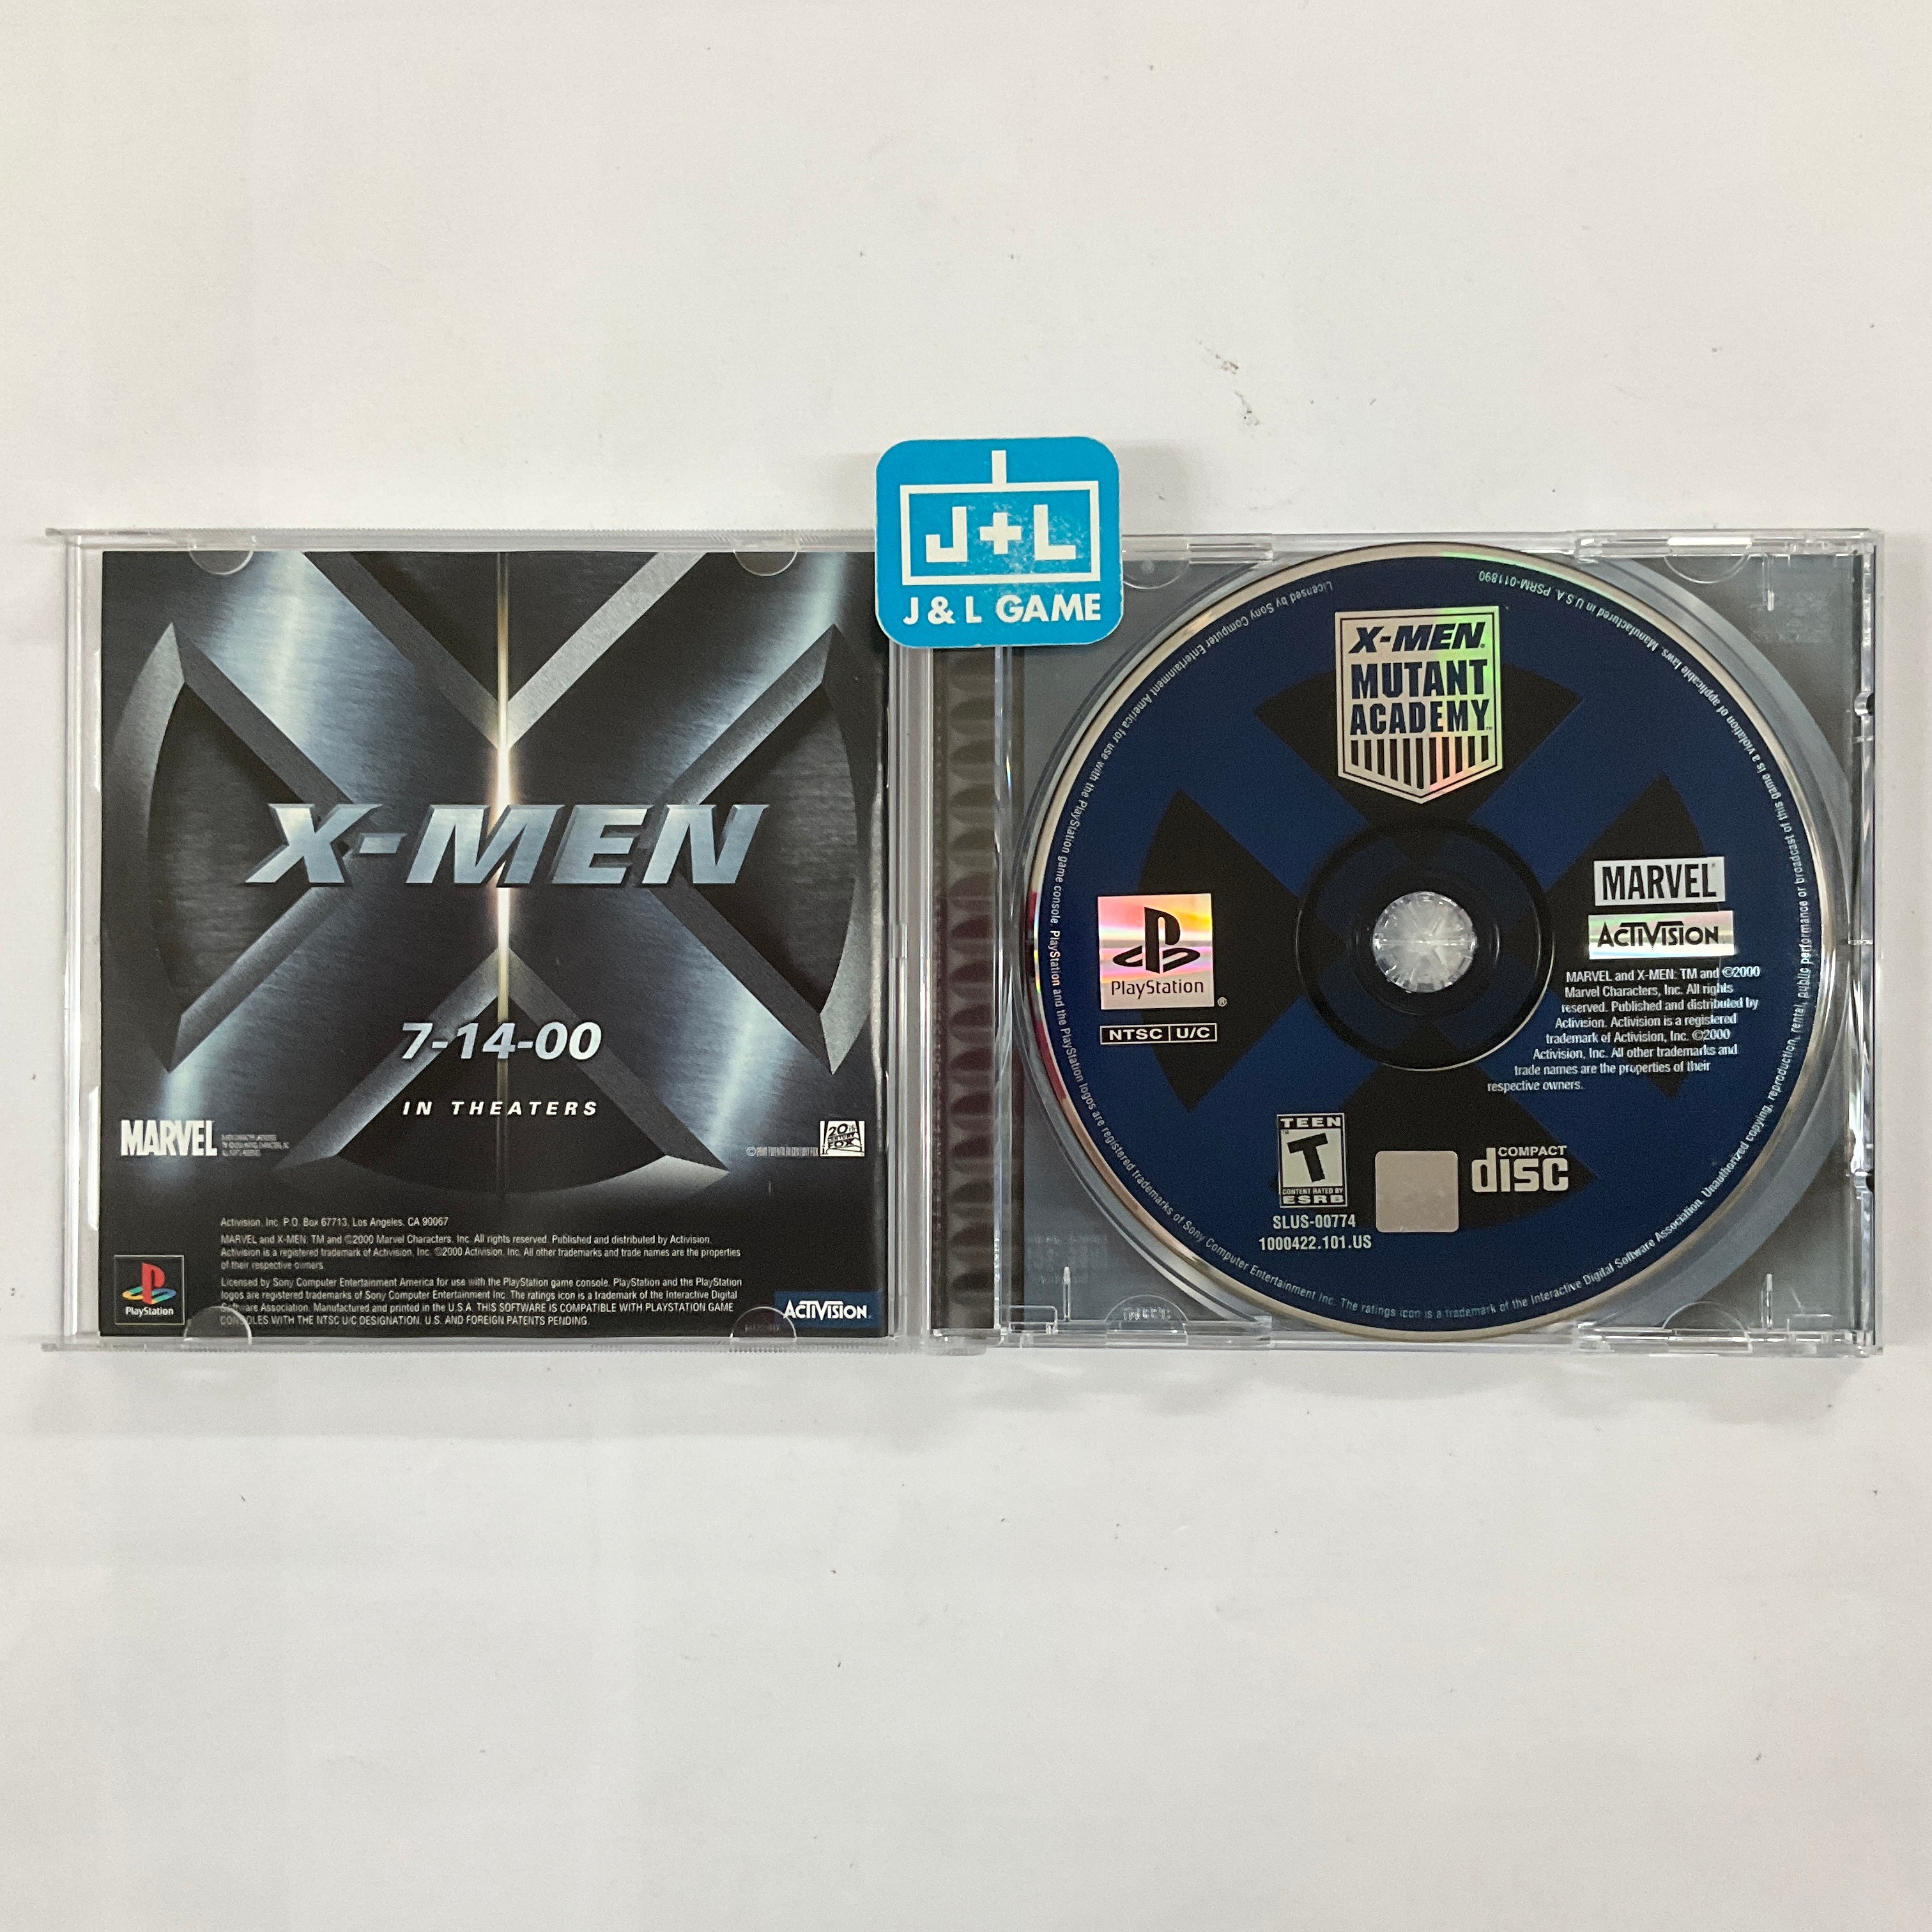 J+L
J & L GAME
X-MEN
7-14-00
IN THEATERS
MARVEL
20th
CENTURY
FOX
Activision, Inc. P.O. Box 67713, Los Angeles, CA 90067
MARVEL and X-MEN: TM and ©2000 Marvel Characters, Inc. All rights reserved. Published and distributed by Activision.
Activision is a registered trademark of Activision, Inc. ©2000 Activision, Inc. All other trademarks and trade names are the properties
of their respective owners.
Licensed by Sony Computer Entertainment America for use with the PlayStation game console. PlayStation and the PlayStation
logos are registered trademarks of Sony Computer Entertainment Inc. The ratings icon is a trademark of the Interactive Digital
Software Association. Manufactured and printed in the U.S.A. THIS SOFTWARE IS COMPATIBLE WITH PLAYSTATION GAME
CONSOLES WITH THE NTSC U/C DESIGNATION. U.S. AND FOREIGN PATENTS PENDING.
PlayStation
ACTIVISION.
X-MEN
MUTANT
ACADEMY™
MARVEL®
ACTIVISION
MARVEL and X-MEN: TM and ©2000
Marvel Characters, Inc. All rights
reserved. Published and distributed by
Activision. Activision is a registered
trademark of Activision, Inc. ©2000
Activision, Inc. All other trademarks and
trade names are the properties of their
respective owners.
PlayStation
®
NTSC U/C
TEEN
T
CONTENT RATED BY
ESRB
SLUS-00774
1000422.101.US
COMPACT
disc
Licensed by Sony Computer Entertainment America for use with the PlayStation game console. PlayStation and the PlayStation logos are registered trademarks of Sony Computer Entertainment Inc. The ratings icon is a trademark of the Interactive Digital Software Association. Unauthorized copying, reproduction, rental, public performance or broadcast of this game is a violation of applicable laws. Manufactured in U.S.A. PSRM-011890